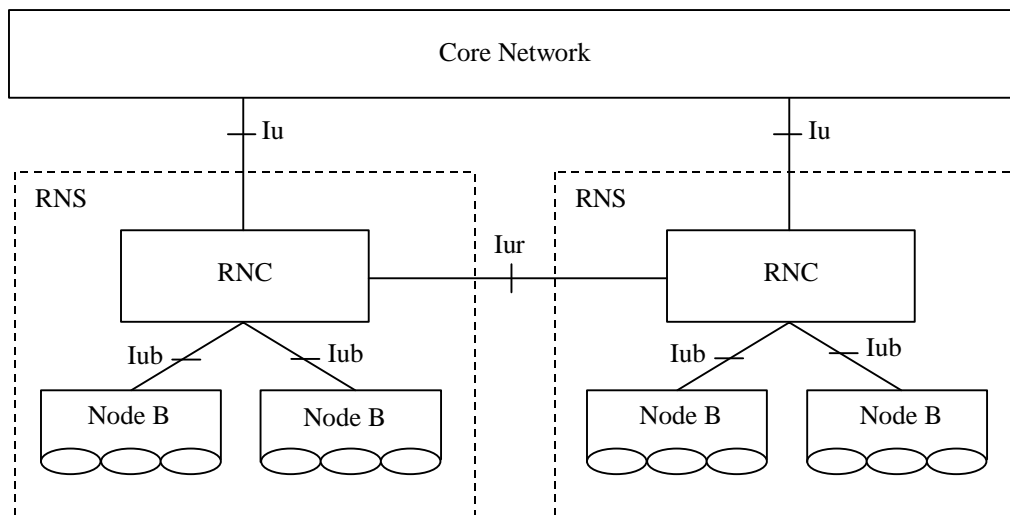 Core Network
Iu
Iu
RNS
RNS
Iur
RNC
RNC
Iub
Iub
Iub
Iub
Node B
Node B
Node B
Node B